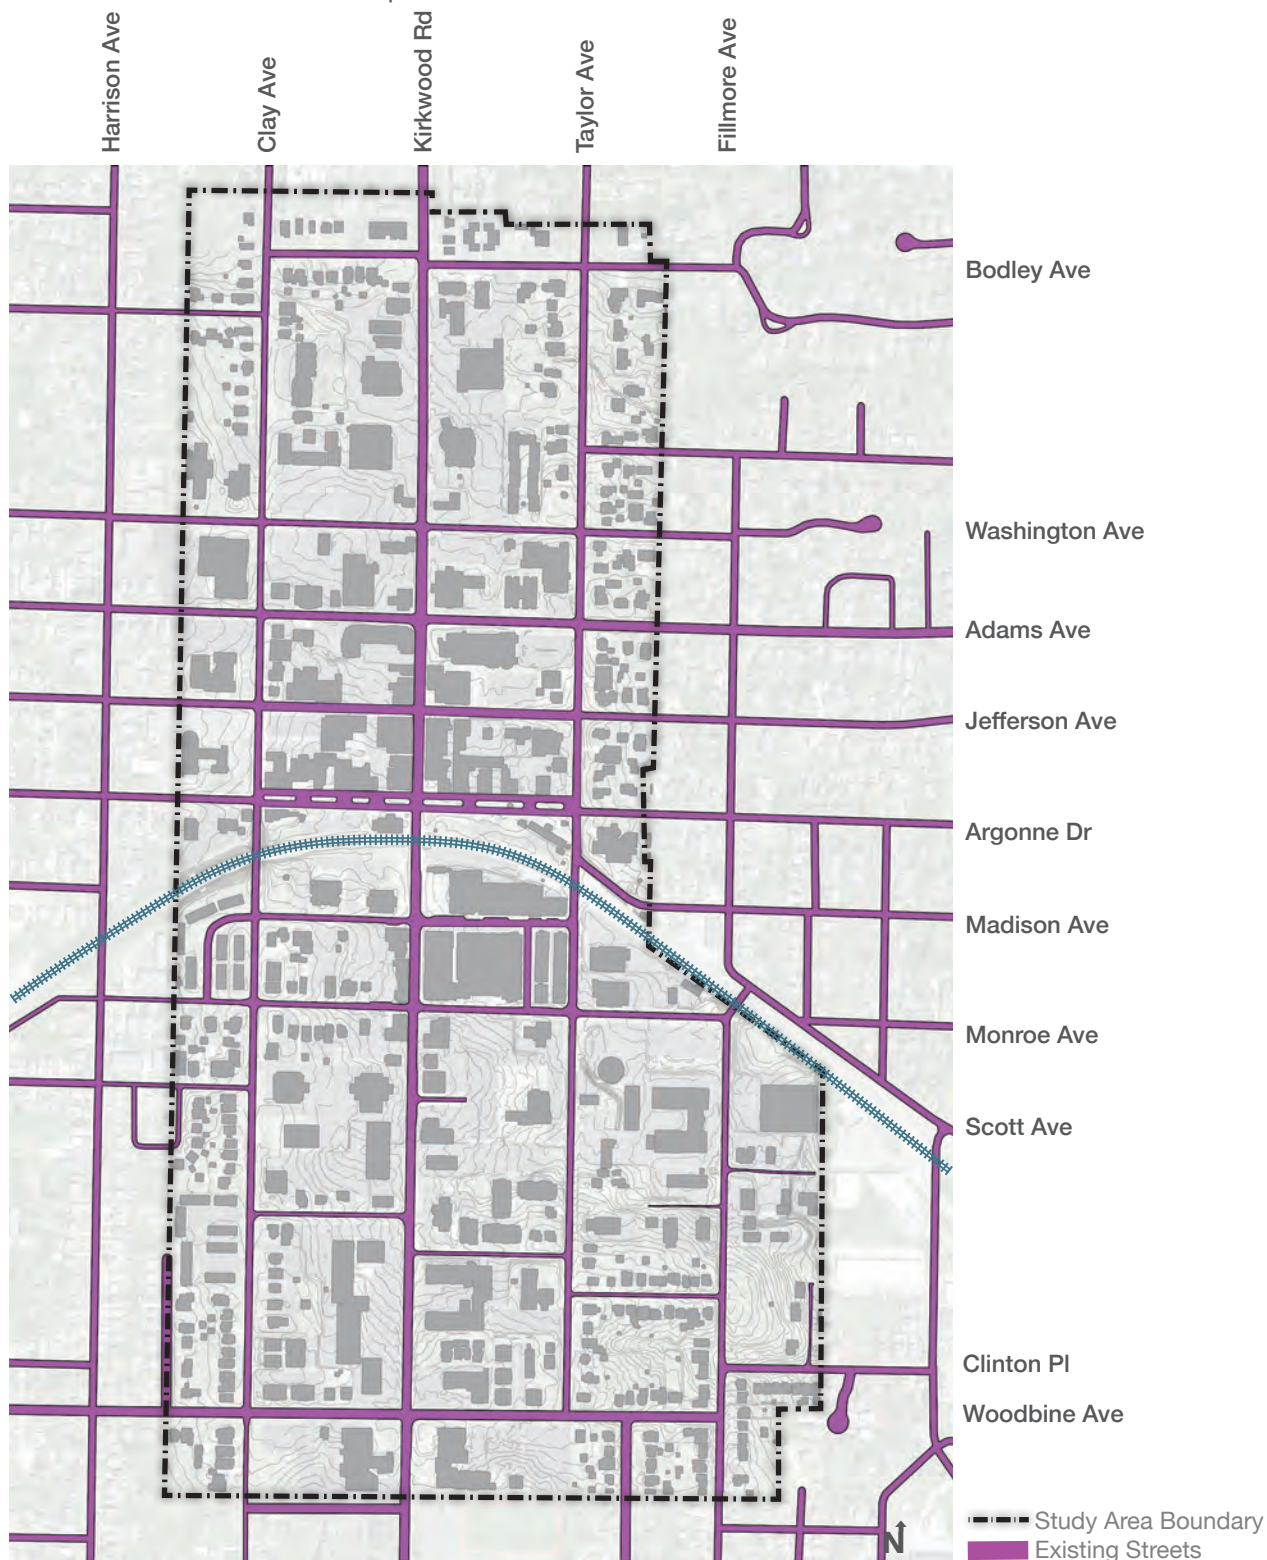 Harrison Ave
Clay Ave
Kirkwood Rd
Taylor Ave
Fillmore Ave
Bodley Ave
Washington Ave
Adams Ave
Jefferson Ave
Argonne Dr
Madison Ave
Monroe Ave
Scott Ave
Clinton Pl
Woodbine Ave
N
Study Area Boundary
Existing Streets